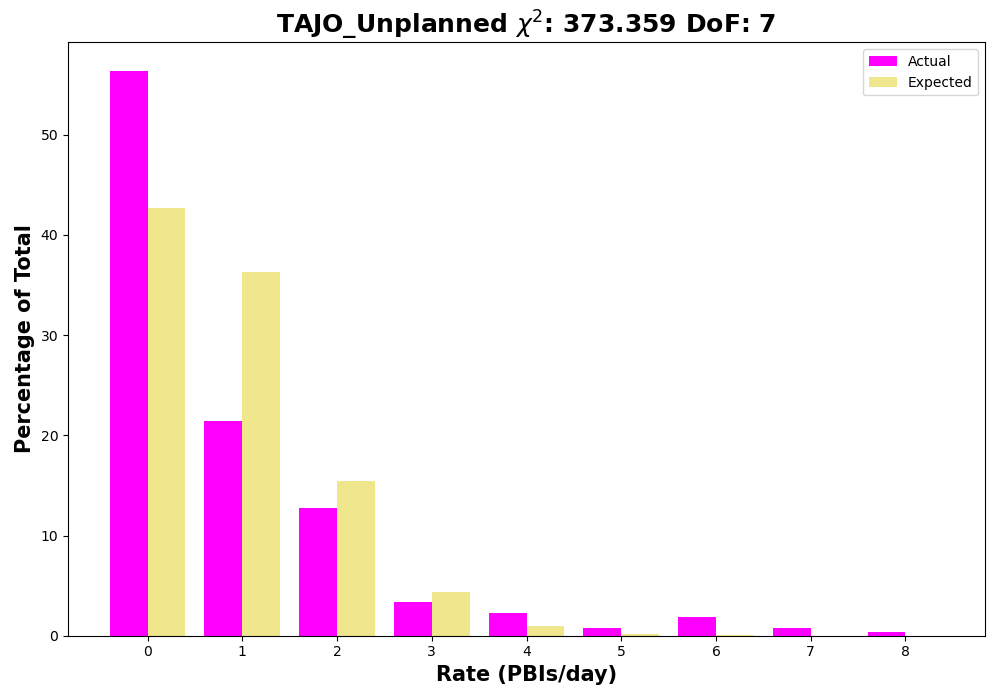 TAJO_Unplanned χ²: 373.359 DoF: 7
Actual
Expected
Percentage of Total
50
40
30
20
10
0
0 1 2 3 4 5 6 7 8
Rate (PBIs/day)